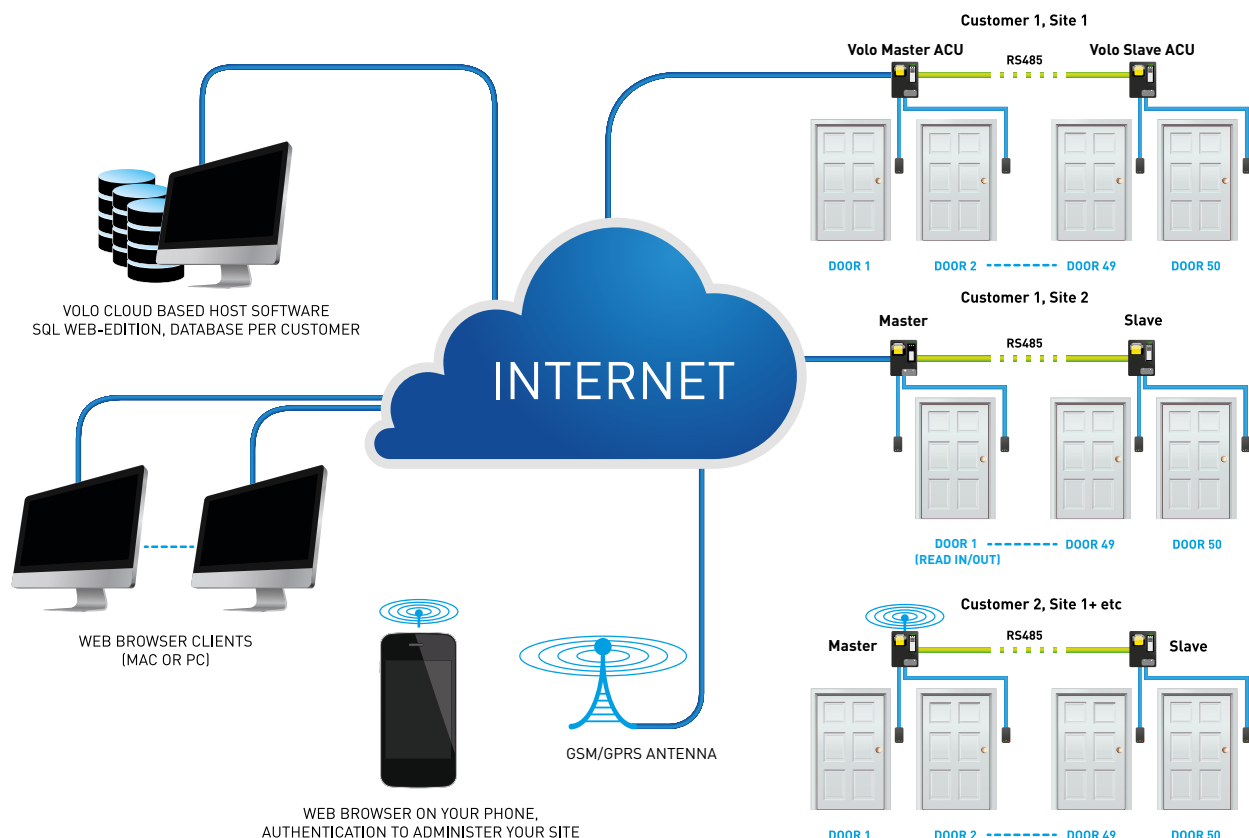 Customer 1, Site 1
Volo Master ACU
RS485
Volo Slave ACU
DOOR 1
DOOR 2
DOOR 49
DOOR 50
VOLO CLOUD BASED HOST SOFTWARE
SQL WEB-EDITION, DATABASE PER CUSTOMER
INTERNET
Customer 1, Site 2
Master
RS485
Slave
DOOR 1
(READ IN/OUT)
DOOR 49
DOOR 50
WEB BROWSER CLIENTS
(MAC OR PC)
GSM/GPRS ANTENNA
WEB BROWSER ON YOUR PHONE,
AUTHENTICATION TO ADMINISTER YOUR SITE
Customer 2, Site 1+ etc
Master
RS485
Slave
DOOR 1
DOOR 2
DOOR 49
DOOR 50